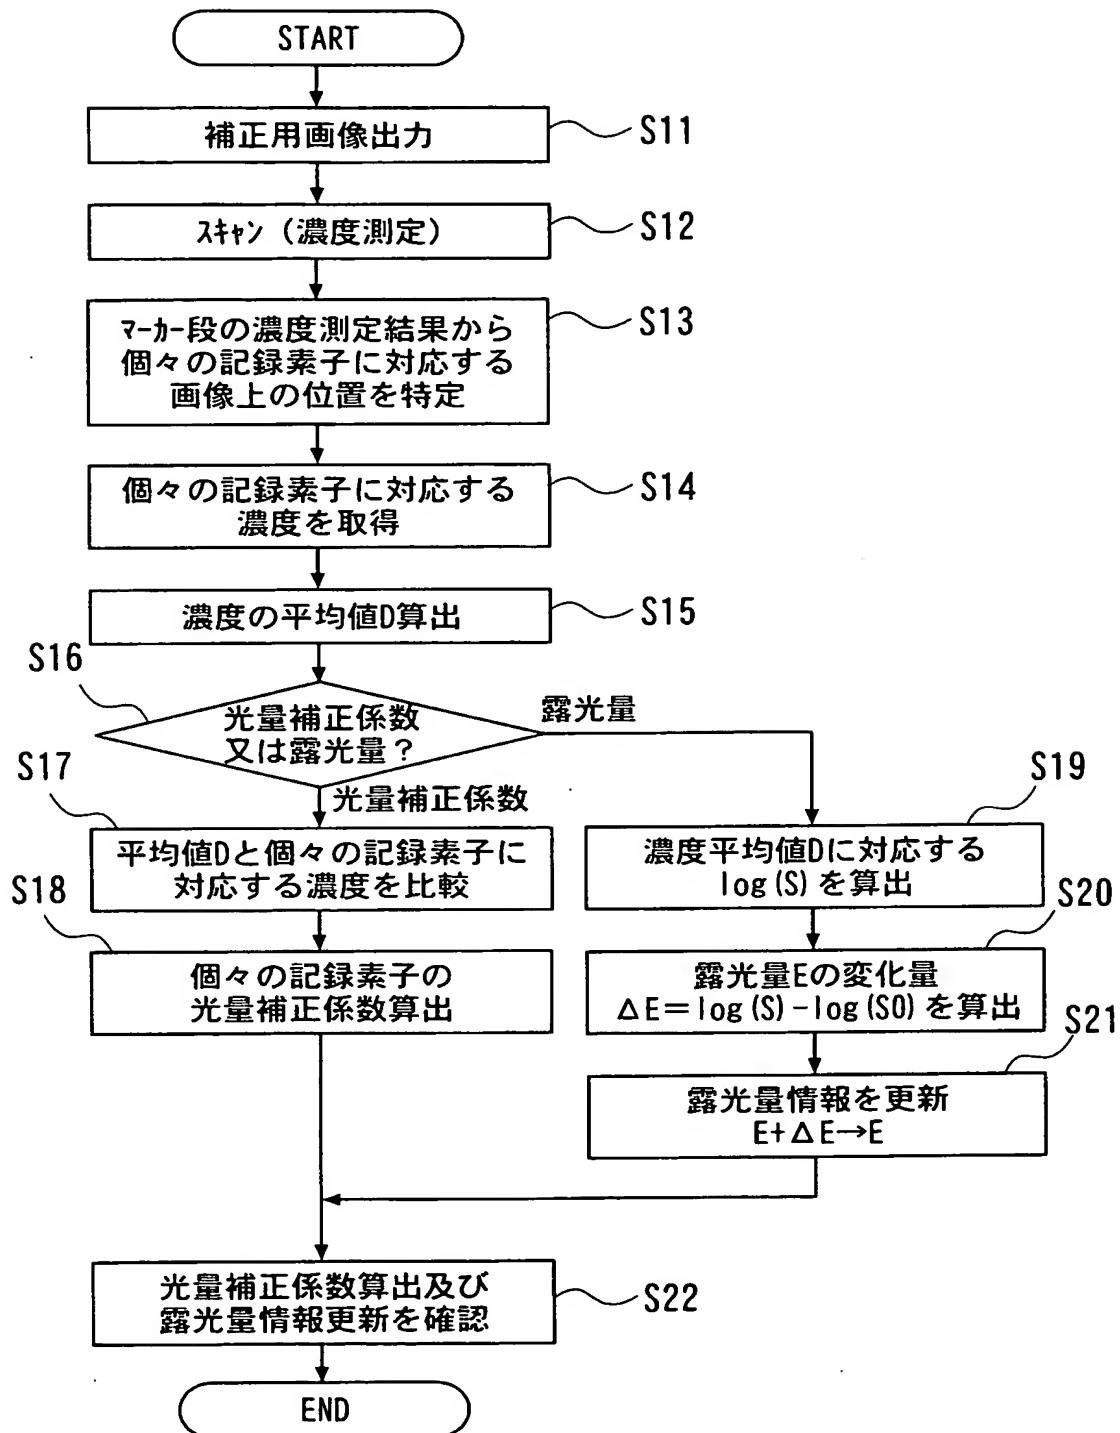 START
補正用画像出力
S11
ｽｷｬﾝ（濃度測定）
S12
ﾏｰｶｰ段の濃度測定結果から
個々の記録素子に対応する
画像上の位置を特定
S13
個々の記録素子に対応する
濃度を取得
S14
濃度の平均値D算出
S15
S16
光量補正係数
又は露光量？
露光量
光量補正係数
S17
平均値Dと個々の記録素子に
対応する濃度を比較
S18
個々の記録素子の
光量補正係数算出
S19
濃度平均値Dに対応する
log(S)を算出
S20
露光量Eの変化量
ΔE＝log(S)-log(S0)を算出
S21
露光量情報を更新
E+ΔE→E
光量補正係数算出及び
露光量情報更新を確認
S22
END